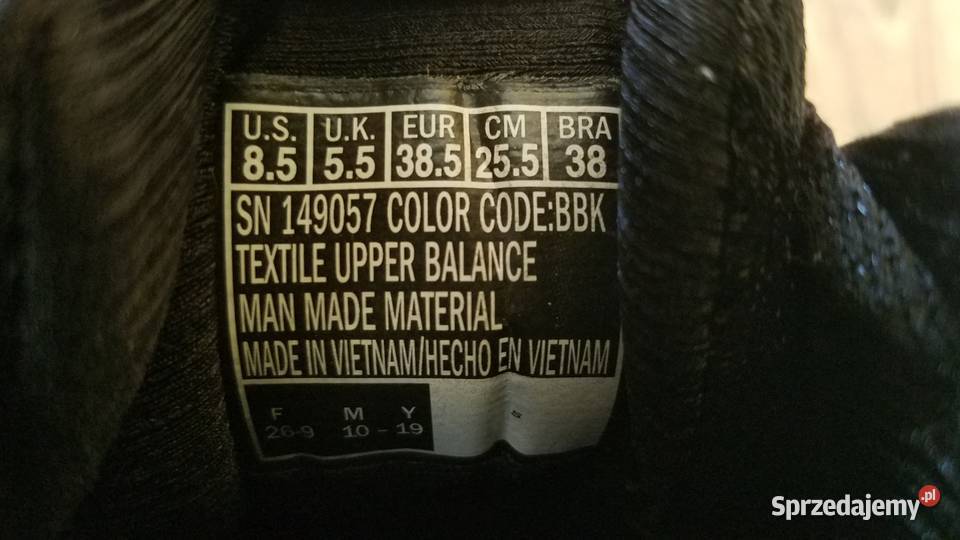 U.S. U.K. EUR CM BRA
8.5 5.5 38.5 25.5 38
SN 149057 COLOR CODE:BBK
TEXTILE UPPER BALANCE
MAN MADE MATERIAL
MADE IN VIETNAM/HECHO EN VIETNAM
F M Y
26-9 10 - 19
Sprzedajemy.pl